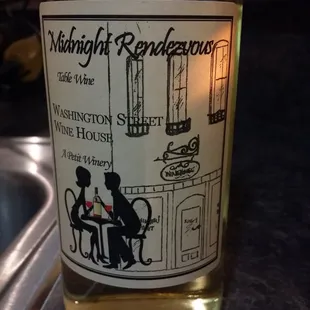 Midnight Rendezvous
Table Wine
Washington Street
Wine House
A Petit Winery